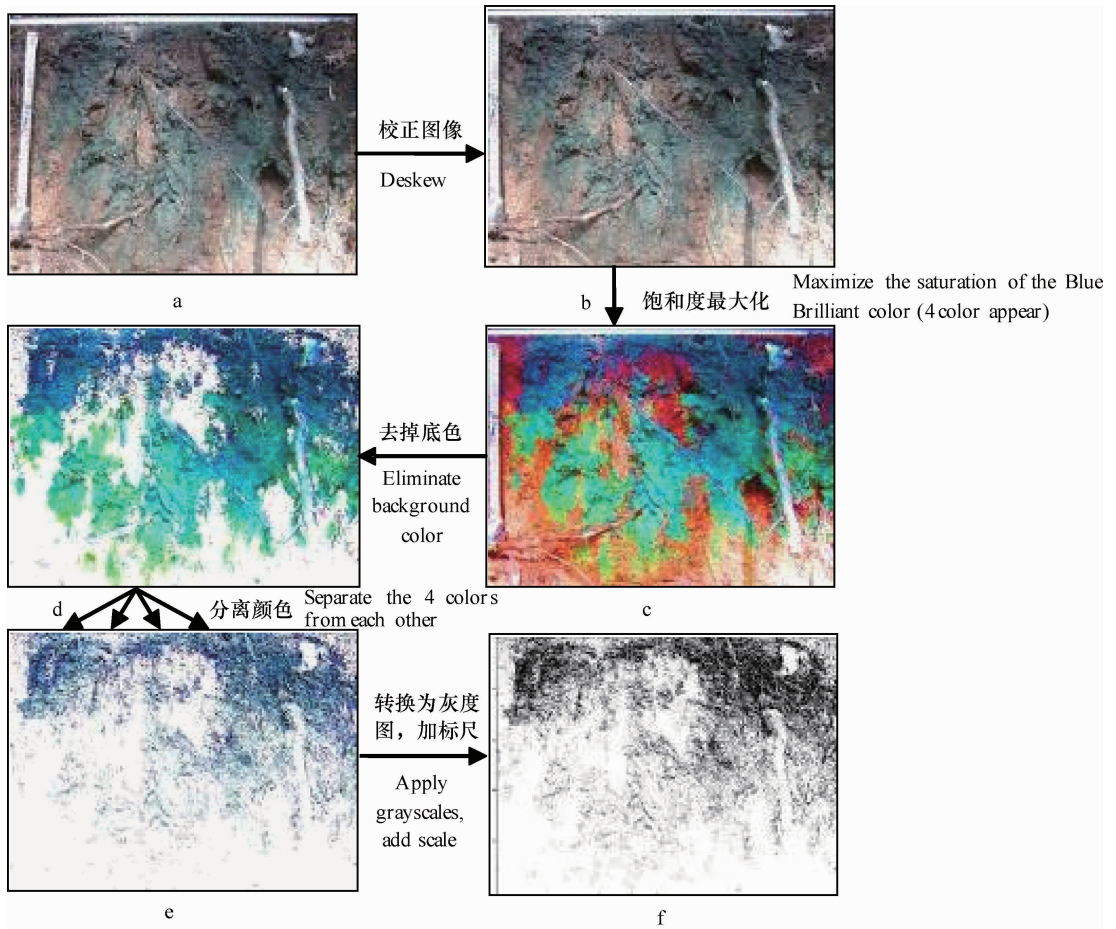 校正图像
Deskew
a
b
饱和度最大化
Maximize the saturation of the Blue
Brilliant color (4 color appear)
去掉底色
Eliminate
background
color
d
c
分离颜色
Separate the 4 colors
from each other
转换为灰度
图，加标尺
Apply
grayscales,
add scale
e
f